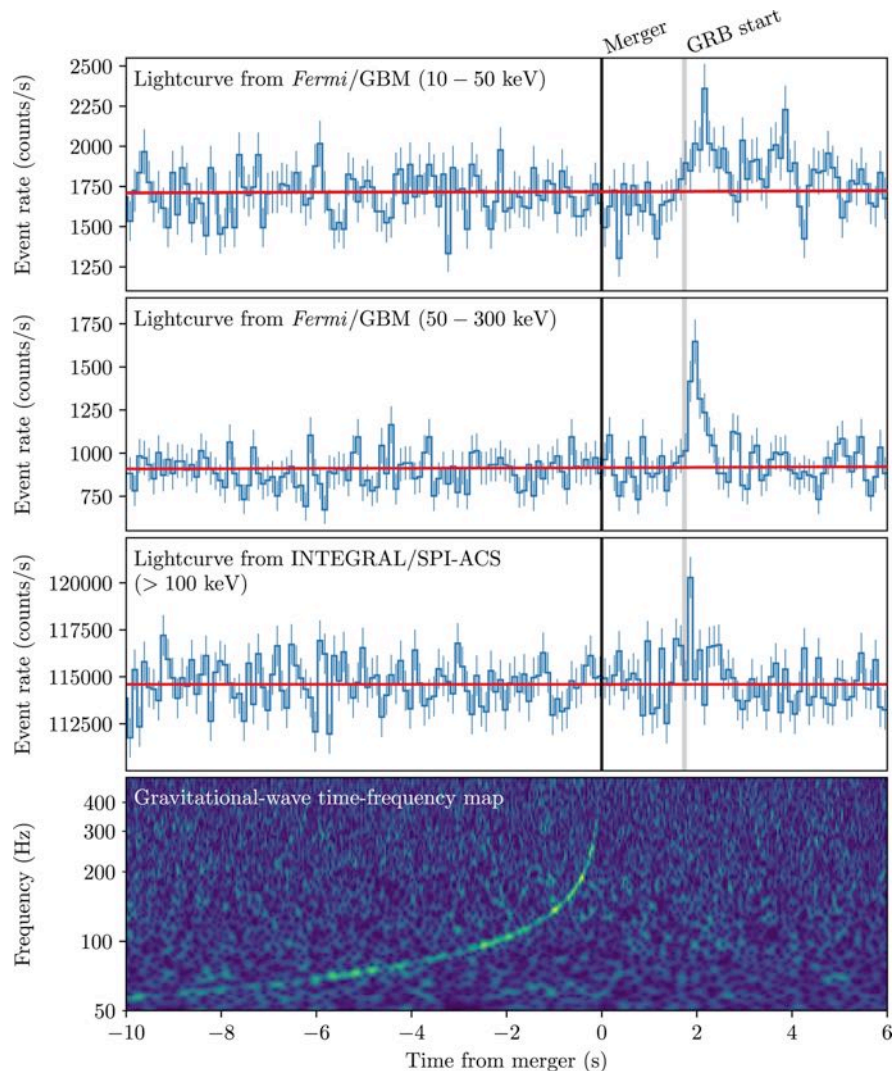 Merger
GRB start
Event rate (counts/s)
2500
2250
2000
1750
1500
1250
Lightcurve from Fermi/GBM (10 − 50 keV)
Event rate (counts/s)
1750
1500
1250
1000
750
Lightcurve from Fermi/GBM (50 − 300 keV)
Event rate (counts/s)
120000
117500
115000
112500
Lightcurve from INTEGRAL/SPI-ACS
(> 100 keV)
Frequency (Hz)
400
300
200
100
50
Gravitational-wave time-frequency map
−10 −8 −6 −4 −2 0 2 4 6
Time from merger (s)